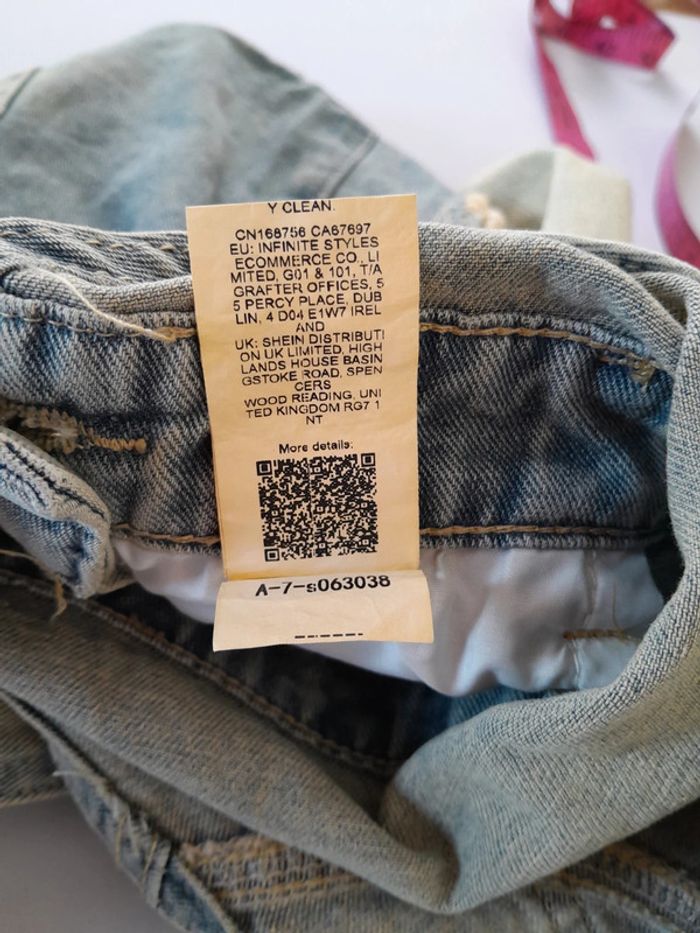 Y CLEAN.
CN168756 CA67697
EU: INFINITE STYLES
ECOMMERCE CO., LI
MITED, G01 & 101, T/A
GRAFTER OFFICES, 5
5 PERCY PLACE, DUB
LIN, 4 D04 E1W7 IREL
AND
UK: SHEIN DISTRIBUTI
ON UK LIMITED, HIGH
LANDS HOUSE BASIN
GSTOKE ROAD, SPEN
CERS
WOOD READING, UNI
TED KINGDOM RG7 1
NT
More details:
A-7-s063038